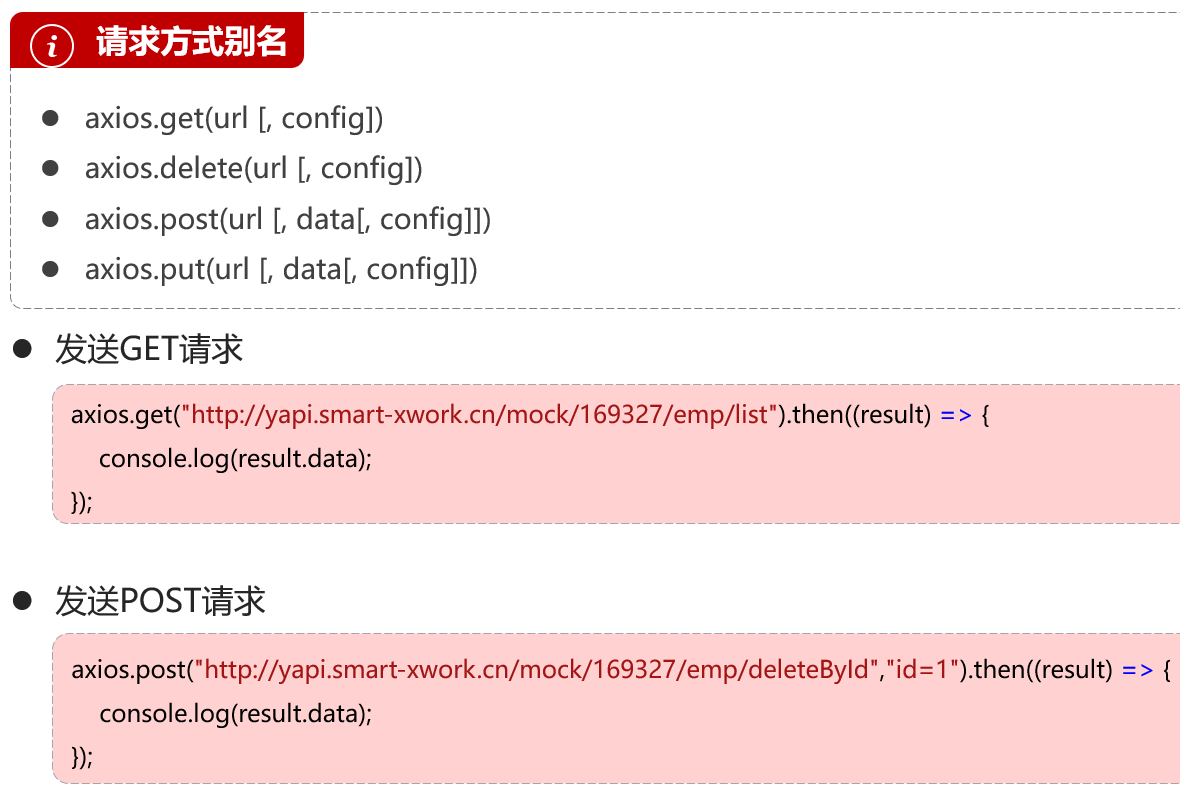 请求方式别名
axios.get(url [, config])
axios.delete(url [, config])
axios.post(url [, data[, config]])
axios.put(url [, data[, config]])
发送GET请求
axios.get("http://yapi.smart-xwork.cn/mock/169327/emp/list").then((result) => {
console.log(result.data);
});
发送POST请求
axios.post("http://yapi.smart-xwork.cn/mock/169327/emp/deleteById","id=1").then((result) => {
console.log(result.data);
});